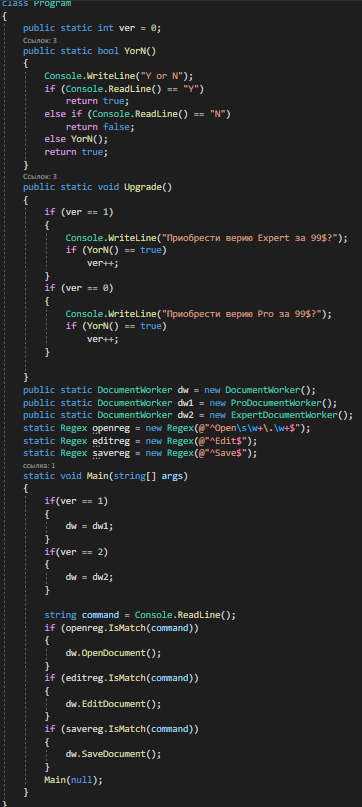 class Program
{
public static int ver = 0;
Ссылок: 3
public static bool YorN()
{
Console.WriteLine("Y or N");
if (Console.ReadLine() == "Y")
return true;
else if (Console.ReadLine() == "N")
return false;
else YorN();
return true;
}
Ссылок: 3
public static void Upgrade()
{
if (ver == 1)
{
Console.WriteLine("Приобрести верию Expert за 99$?");
if (YorN() == true)
ver++;
}
if (ver == 0)
{
Console.WriteLine("Приобрести верию Pro за 99$?");
if (YorN() == true)
ver++;
}
}
public static DocumentWorker dw = new DocumentWorker();
public static DocumentWorker dw1 = new ProDocumentWorker();
public static DocumentWorker dw2 = new ExpertDocumentWorker();
static Regex openreg = new Regex(@"^Open\s\w+\.\w+$");
static Regex editreg = new Regex(@"^Edit$");
static Regex savereg = new Regex(@"^Save$");
ссылка: 1
static void Main(string[] args)
{
if(ver == 1)
{
dw = dw1;
}
if(ver == 2)
{
dw = dw2;
}
string command = Console.ReadLine();
if (openreg.IsMatch(command))
{
dw.OpenDocument();
}
if (editreg.IsMatch(command))
{
dw.EditDocument();
}
if (savereg.IsMatch(command))
{
dw.SaveDocument();
}
Main(null);
}
}